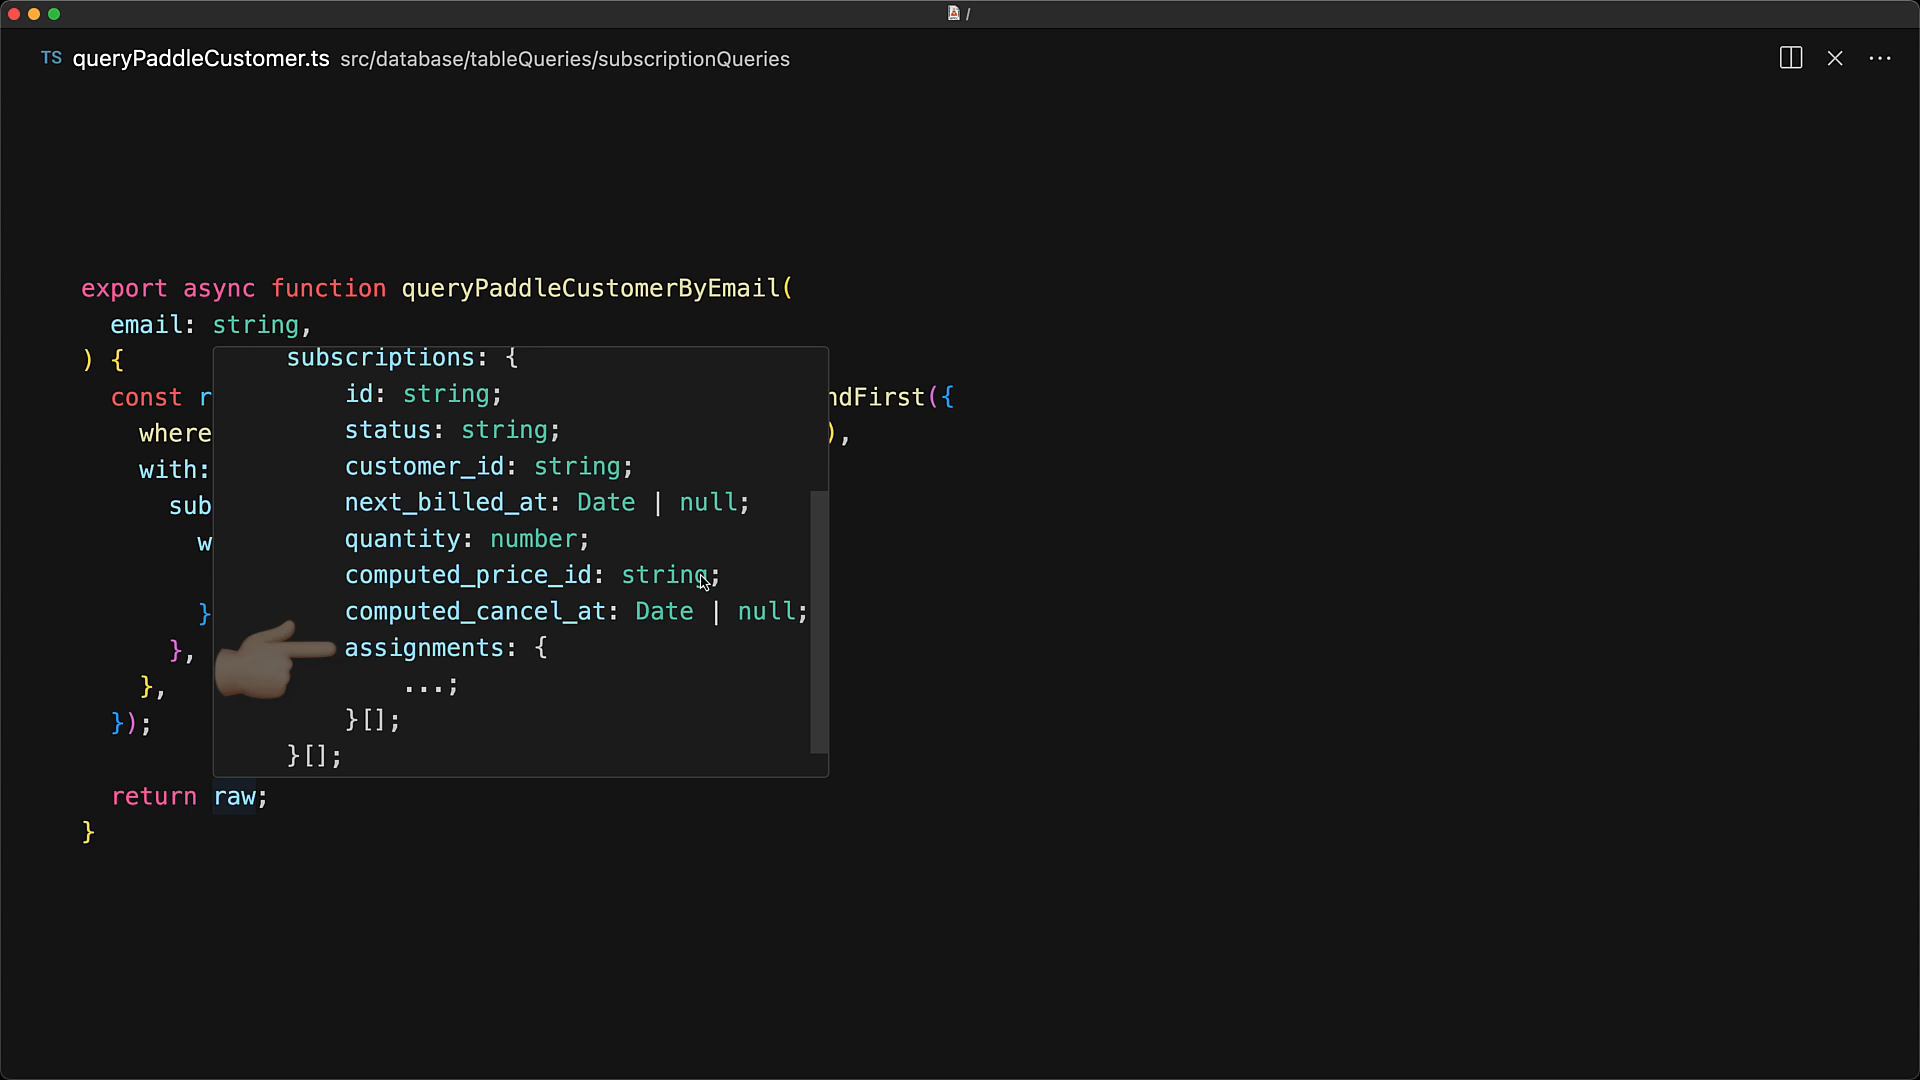 /
TS queryPaddleCustomer.ts src/database/tableQueries/subscriptionQueries
export async function queryPaddleCustomerByEmail(
email: string,
) {
subscriptions: {
id: string;
const r
ndFirst({
status: string;
where
),
customer_id: string;
with:
next_billed_at: Date | null;
sub
quantity: number;
w
computed_price_id: string;
computed_cancel_at: Date | null;
}
assignments: {
},
...;
},
}[];
});
}[];
return raw;
}